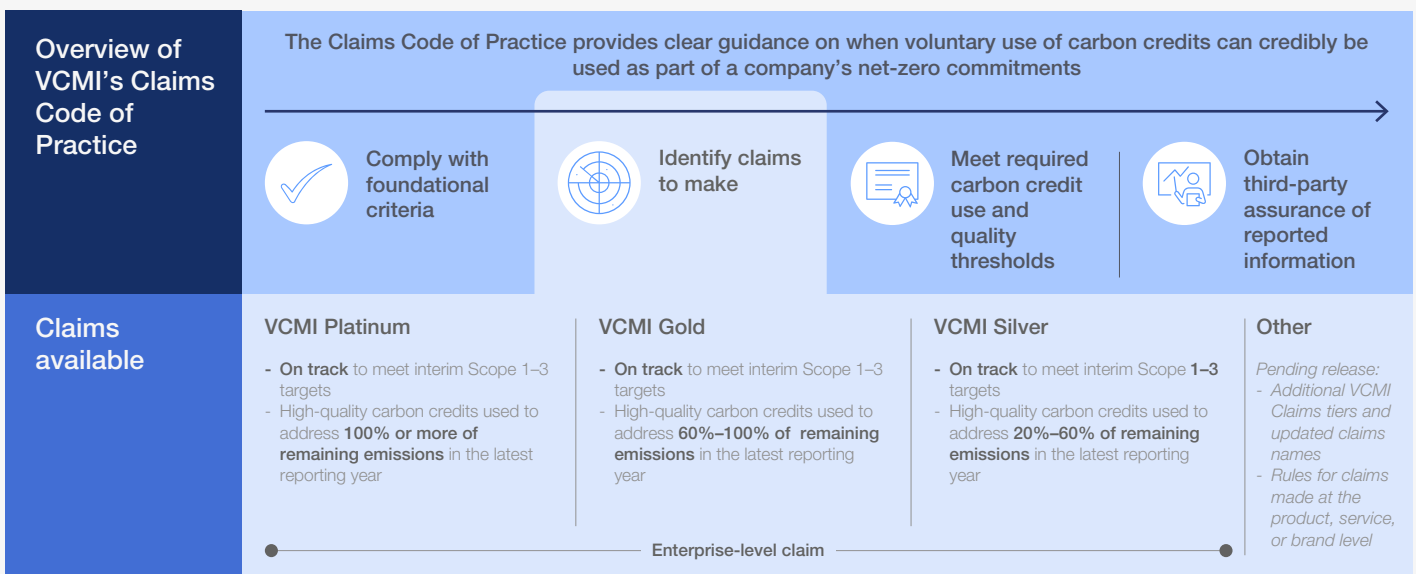 Overview of
VCMI's Claims
Code of
Practice
The Claims Code of Practice provides clear guidance on when voluntary use of carbon credits can credibly be
used as part of a company's net-zero commitments
Comply with
foundational
criteria
Identify claims
to make
Meet required
carbon credit
use and
quality
thresholds
Obtain
third-party
assurance of
reported
information
Claims
available
VCMI Platinum
- On track to meet interim Scope 1–3
targets
- High-quality carbon credits used to
address 100% or more of
remaining emissions in the latest
reporting year
VCMI Gold
- On track to meet interim Scope 1–3
targets
- High-quality carbon credits used to
address 60%–100% of remaining
emissions in the latest reporting
year
VCMI Silver
- On track to meet interim Scope 1–3
targets
- High-quality carbon credits used to
address 20%–60% of remaining
emissions in the latest reporting
year
Other
Pending release:
- Additional VCMI
Claims tiers and
updated claims
names
- Rules for claims
made at the
product, service,
or brand level
Enterprise-level claim